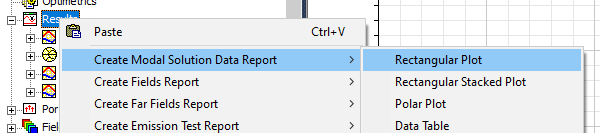 Optimetrics
Results
Paste Ctrl+V
Create Modal Solution Data Report
Rectangular Plot
Create Fields Report
Rectangular Stacked Plot
Create Far Fields Report
Polar Plot
Create Emission Test Report
Data Table
Por
Fiel